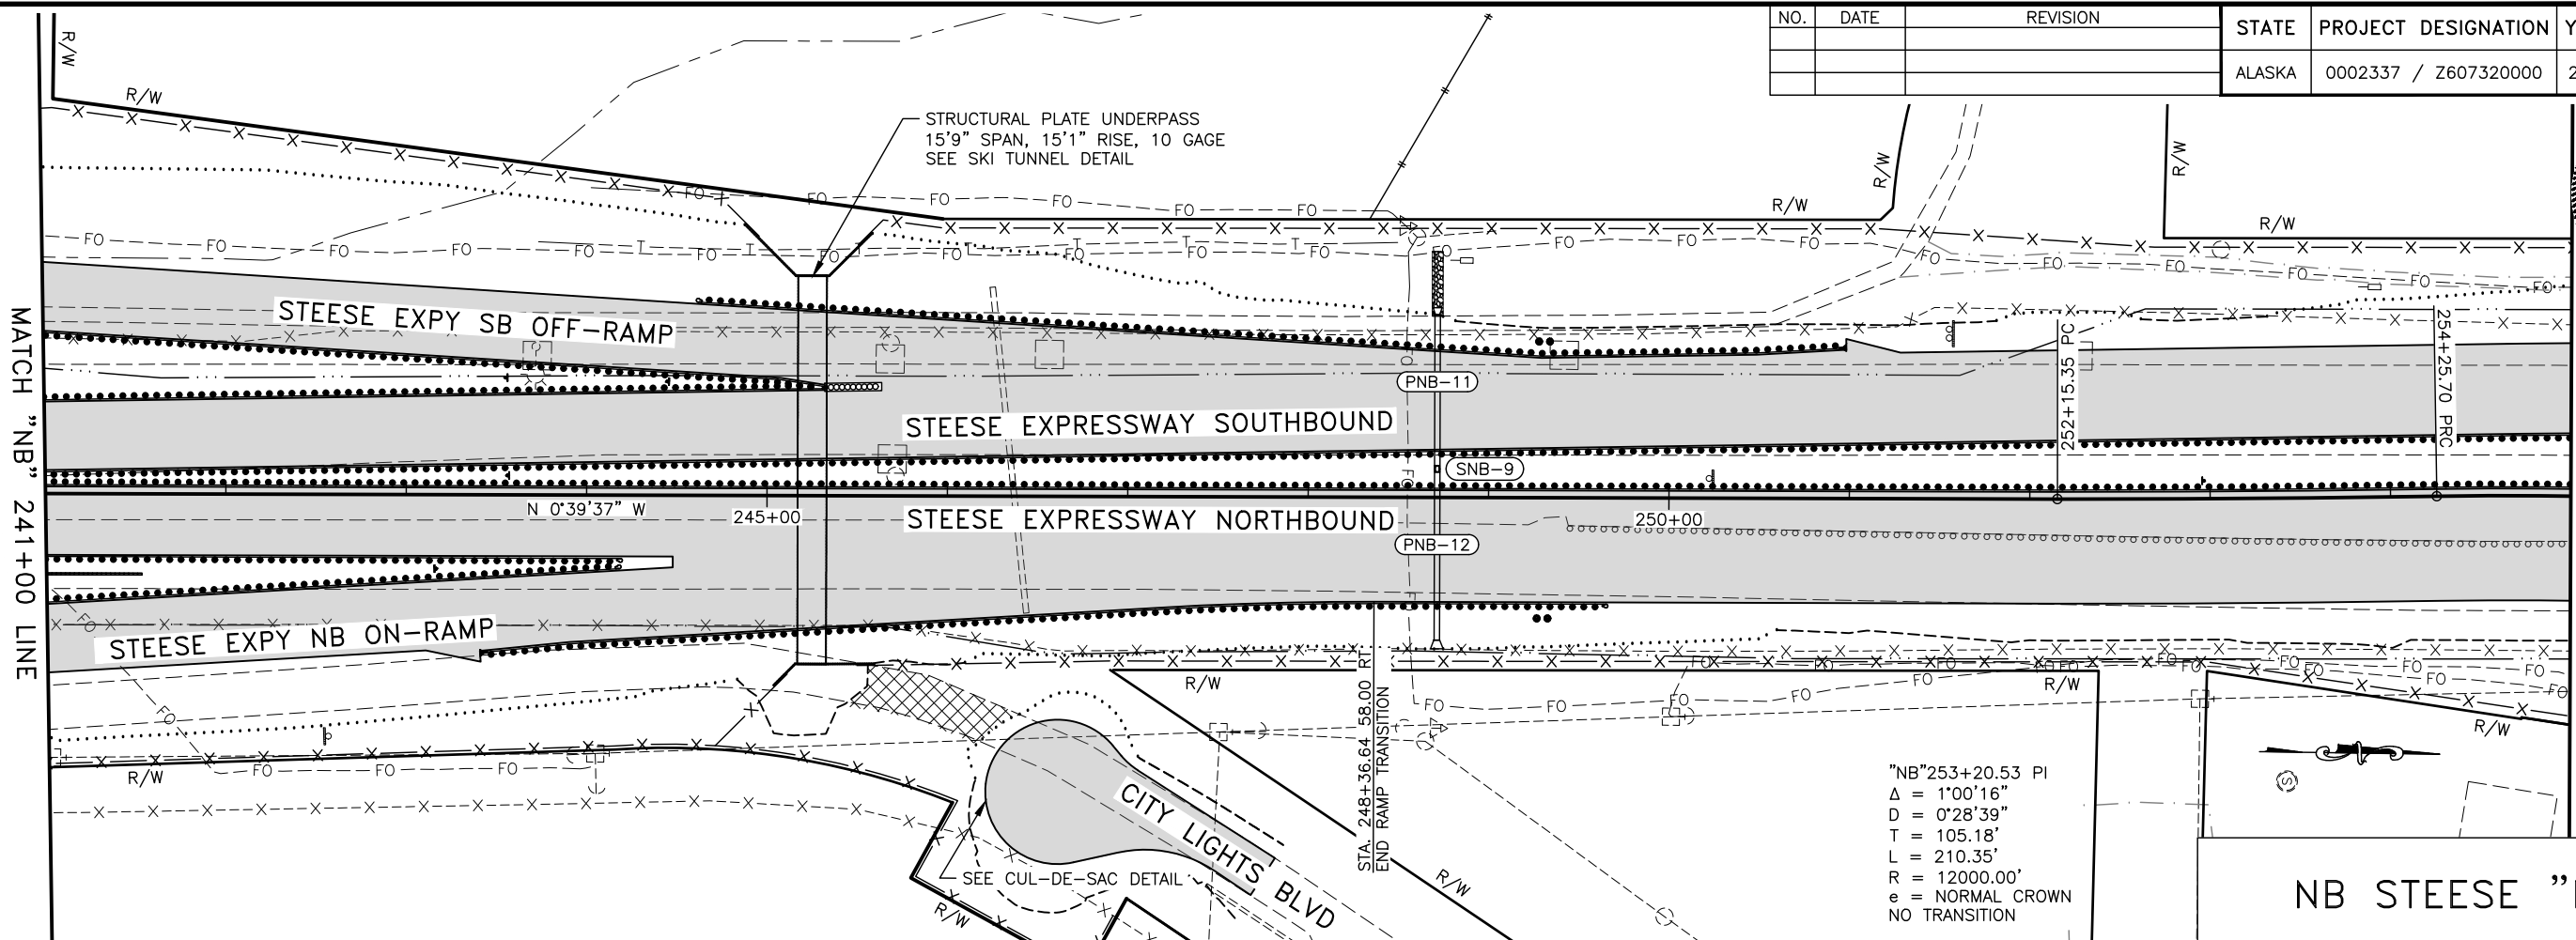 NO. DATE REVISION
STATE PROJECT DESIGNATION
ALASKA 0002337 / Z607320000
R/W
R/W
STRUCTURAL PLATE UNDERPASS
15'9" SPAN, 15'1" RISE, 10 GAGE
SEE SKI TUNNEL DETAIL
R/W
R/W
R/W
R/W
STEESE EXPY SB OFF-RAMP
PNB-11
252+15.35 PC
254+25.70 PRC
MATCH "NB" 241+00 LINE
STEESE EXPRESSWAY SOUTHBOUND
SNB-9
N 0°39'37" W
245+00
STEESE EXPRESSWAY NORTHBOUND
250+00
PNB-12
STEESE EXPY NB ON-RAMP
R/W
R/W
R/W
R/W
STA. 248+36.64 58.00 RT
END RAMP TRANSITION
CITY LIGHTS BLVD
SEE CUL-DE-SAC DETAIL
R/W
R/W
"NB"253+20.53 PI
Δ = 1°00'16"
D = 0°28'39"
T = 105.18'
L = 210.35'
R = 12000.00'
e = NORMAL CROWN
NO TRANSITION
NB STEESE "